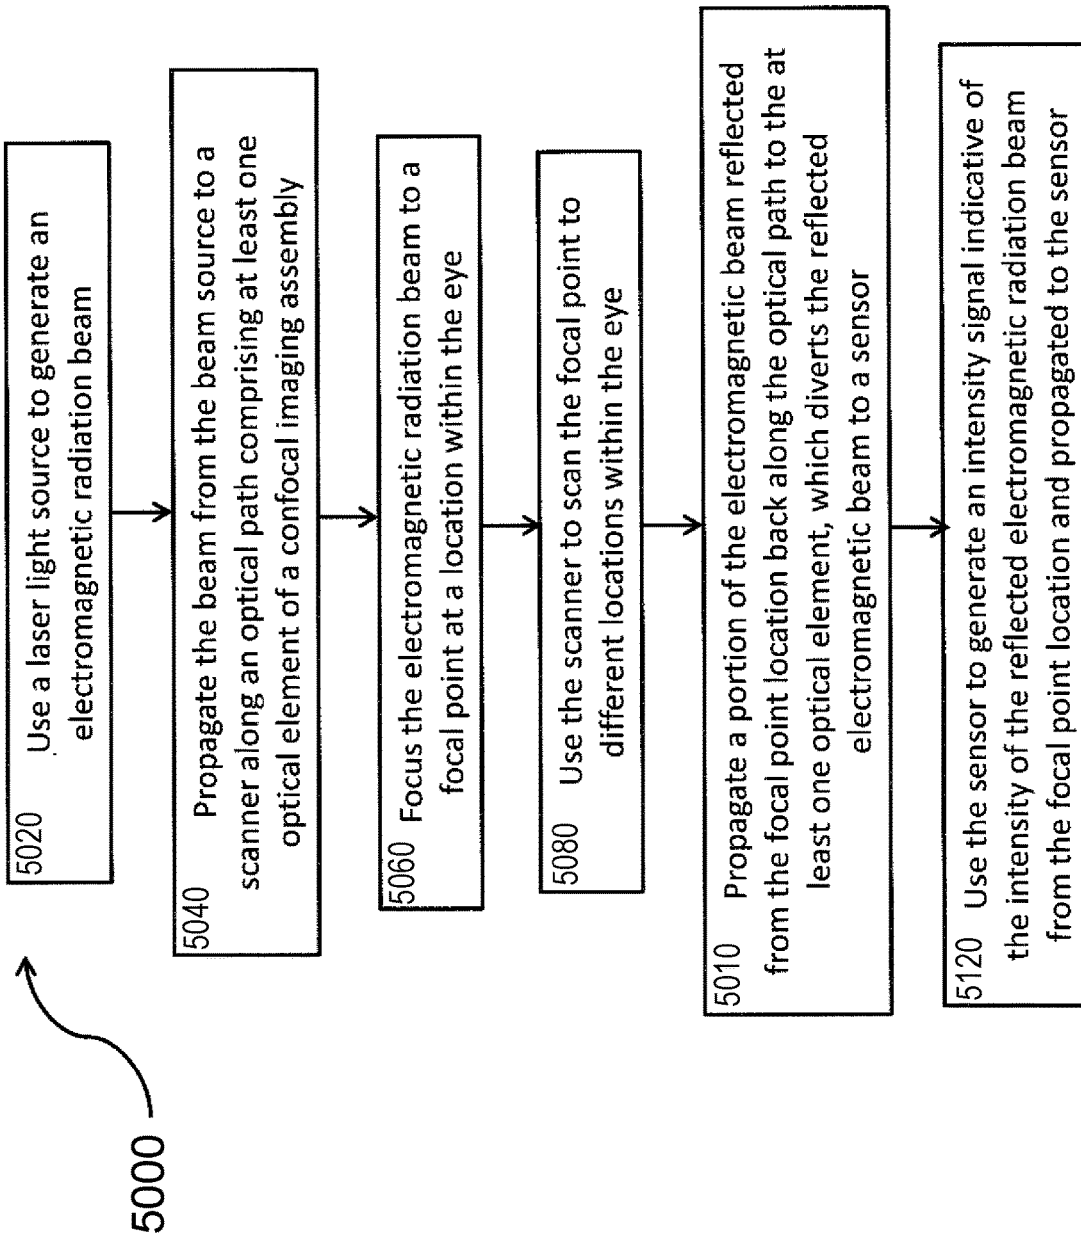 5000
5020 Use a laser light source to generate an
electromagnetic radiation beam
5040 Propagate the beam from the beam source to a
scanner along an optical path comprising at least one
optical element of a confocal imaging assembly
5060 Focus the electromagnetic radiation beam to a
focal point at a location within the eye
5080 Use the scanner to scan the focal point to
different locations within the eye
5010 Propagate a portion of the electromagnetic beam reflected
from the focal point location back along the optical path to the at
least one optical element, which diverts the reflected
electromagnetic beam to a sensor
5120 Use the sensor to generate an intensity signal indicative of
the intensity of the reflected electromagnetic radiation beam
from the focal point location and propagated to the sensor